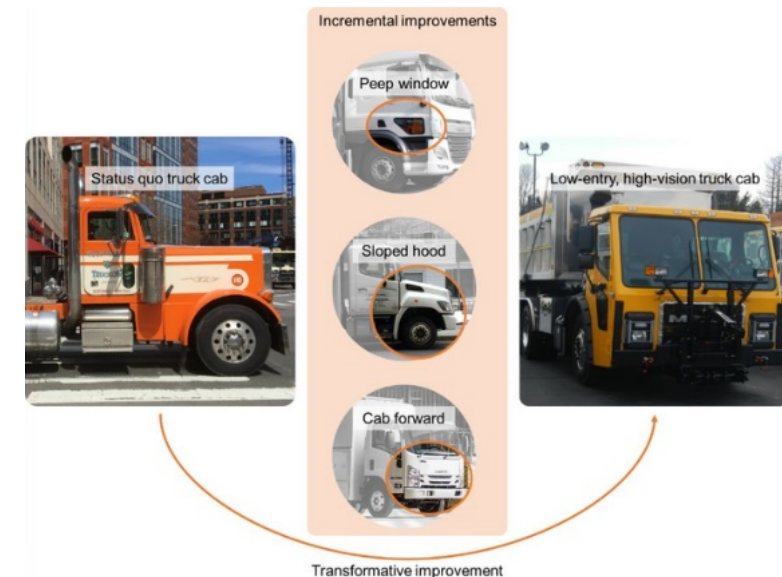 Incremental improvements
Peep window
Status quo truck cab
Low-entry, high-vision truck cab
Sloped hood
Cab forward
Transformative improvement